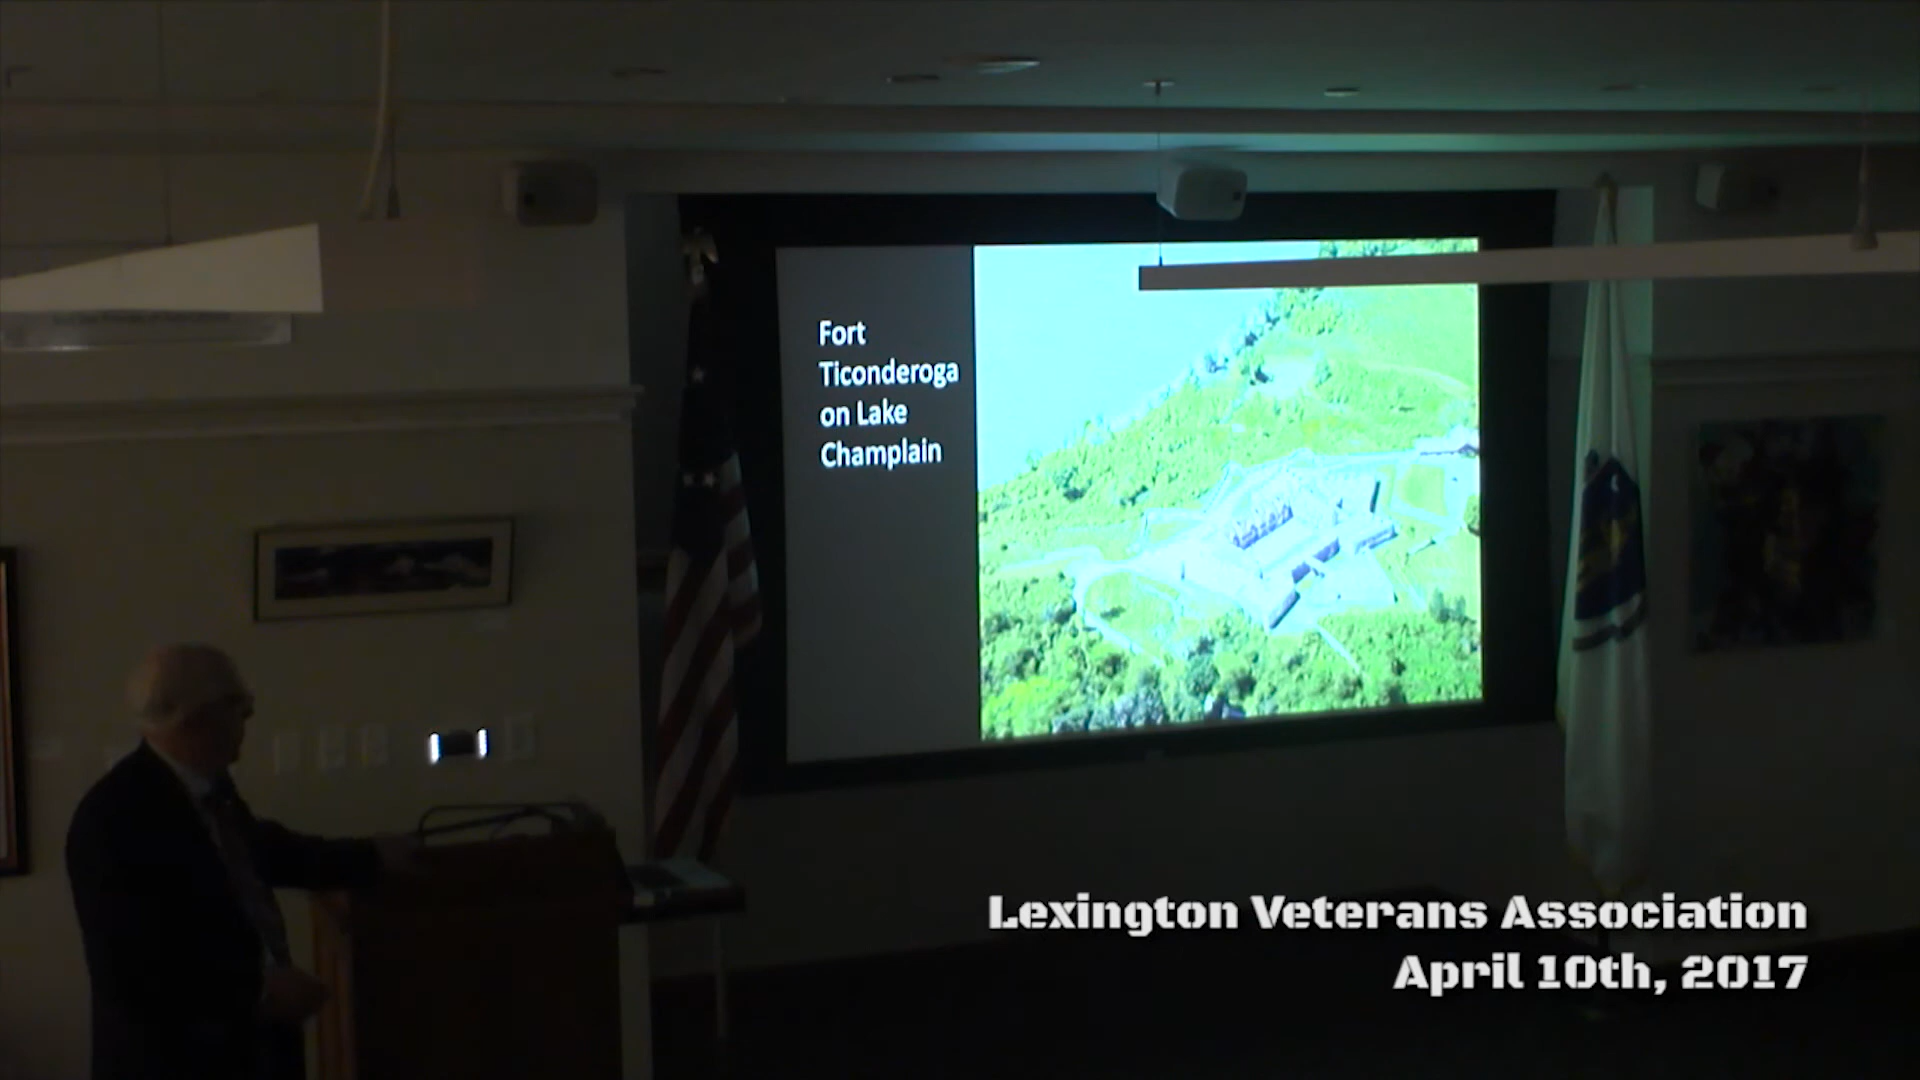 Fort
Ticonderoga
on Lake
Champlain
Lexington Veterans Association
April 10th, 2017